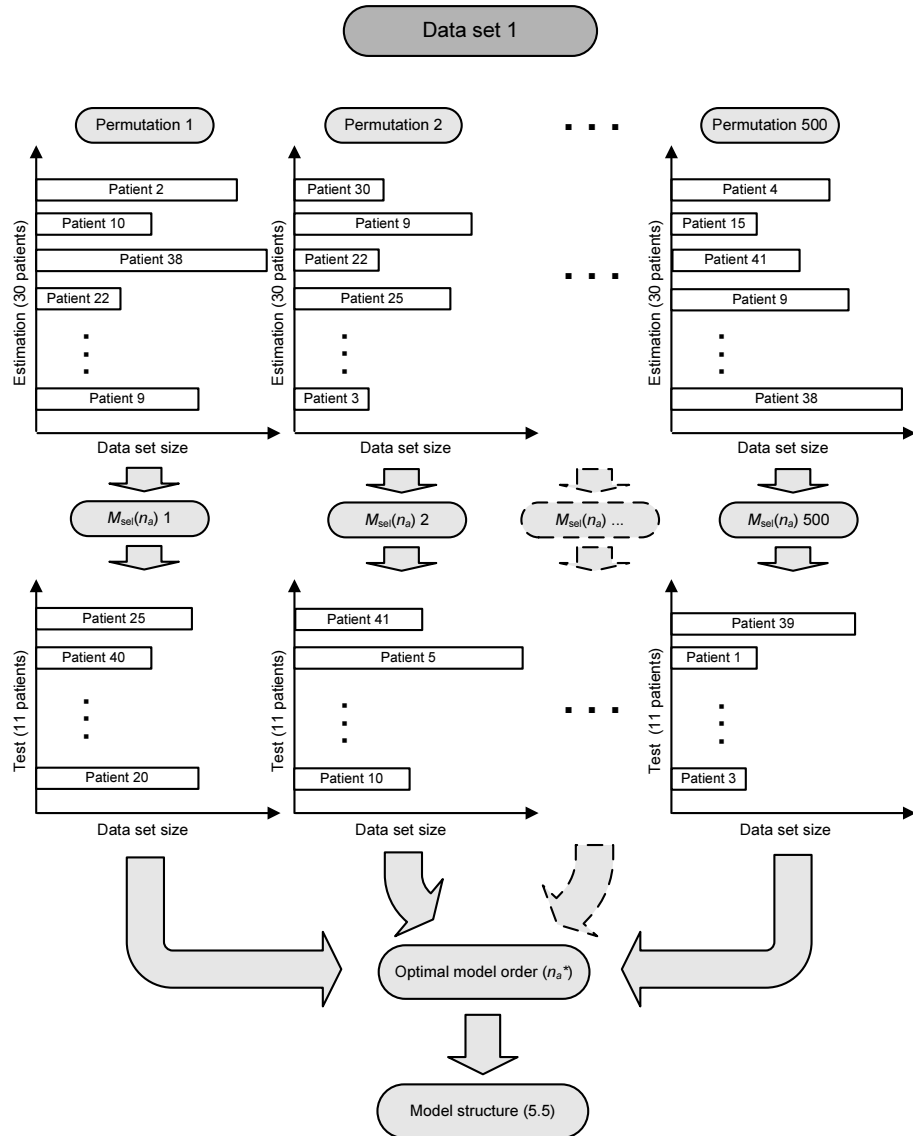 Data set 1
Permutation 1
Permutation 2
. . .
Permutation 500
Estimation (30 patients)
Patient 2
Patient 10
Patient 38
Patient 22
Patient 9
Data set size
Estimation (30 patients)
Patient 30
Patient 9
Patient 22
Patient 25
Patient 3
Data set size
. . .
Estimation (30 patients)
Patient 4
Patient 15
Patient 41
Patient 9
Patient 38
Data set size
Msel(na) 1
Msel(na) 2
Msel(na) ...
Msel(na) 500
Test (11 patients)
Patient 25
Patient 40
Patient 20
Data set size
Test (11 patients)
Patient 41
Patient 5
Patient 10
Data set size
. . .
Test (11 patients)
Patient 39
Patient 1
Patient 3
Data set size
Optimal model order (na*)
Model structure (5.5)